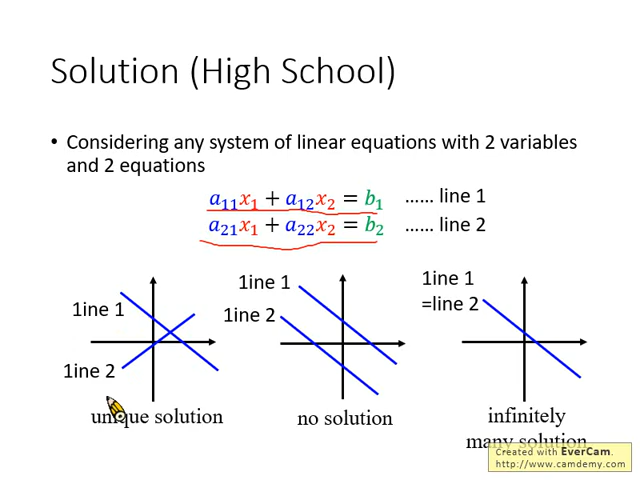 Solution (High School)
• Considering any system of linear equations with 2 variables
and 2 equations
a₁₁x₁ + a₁₂x₂ = b₁ …… line 1
a₂₁x₁ + a₂₂x₂ = b₂ …… line 2
1ine 1
1ine 2
unique solution
1ine 1
1ine 2
no solution
1ine 1
=line 2
infinitely
many solution
Created with EverCam.
http://www.camdemy.com